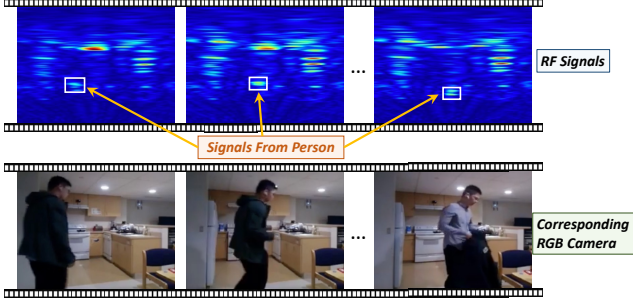 RF Signals
...
Signals From Person
...
Corresponding
RGB Camera